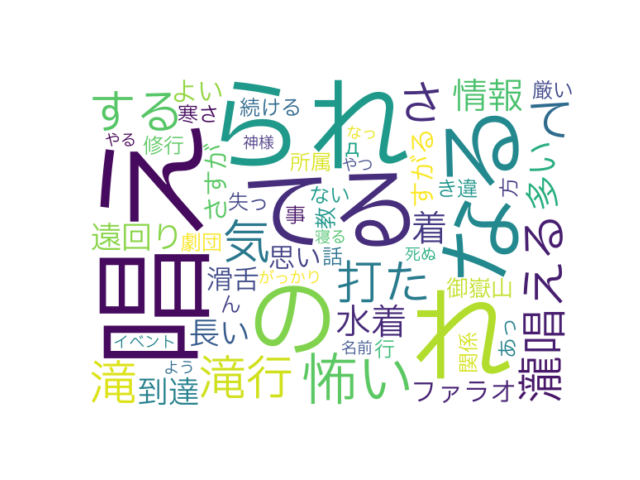 する
よい
寒さ
続ける
られ
さ
情報
厳い
て
やる
修行
神様
なっ
д
所属
やつ
すがる
き違
方
多い
唱え
さすが
失っ
てる
ない
教
事
なる
遠回り
劇団
気
寝る
思い
話
着
死ぬ
唱える
滑舌
がっかり
打た
御嶽山
ん
の
れ
長い
水着
イベント
名前
行
関係
あっ
瀧
滝
よう
到達
滝行
怖い
ファラオ